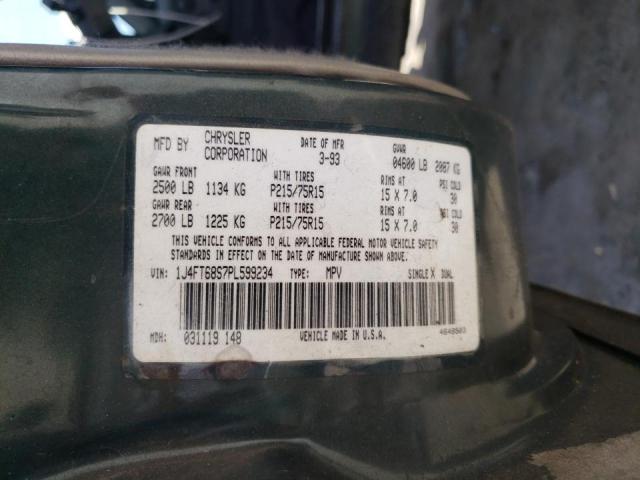 MFD BY CHRYSLER CORPORATION DATE OF MFR 3-93 GVWR 04600 LB 2087 KG
GAWR FRONT WITH TIRES RIMS AT PSI COLD
2500 LB 1134 KG P215/75R15 15 X 7.0 30
GAWR REAR WITH TIRES RIMS AT PSI COLD
2700 LB 1225 KG P215/75R15 15 X 7.0 30
THIS VEHICLE CONFORMS TO ALL APPLICABLE FEDERAL MOTOR VEHICLE SAFETY
STANDARDS IN EFFECT ON THE DATE OF MANUFACTURE SHOWN ABOVE.
VIN: 1J4FT68S7PL599234 TYPE: MPV SINGLE X DUAL
MDH: 031119 148 VEHICLE MADE IN U.S.A. 4648503